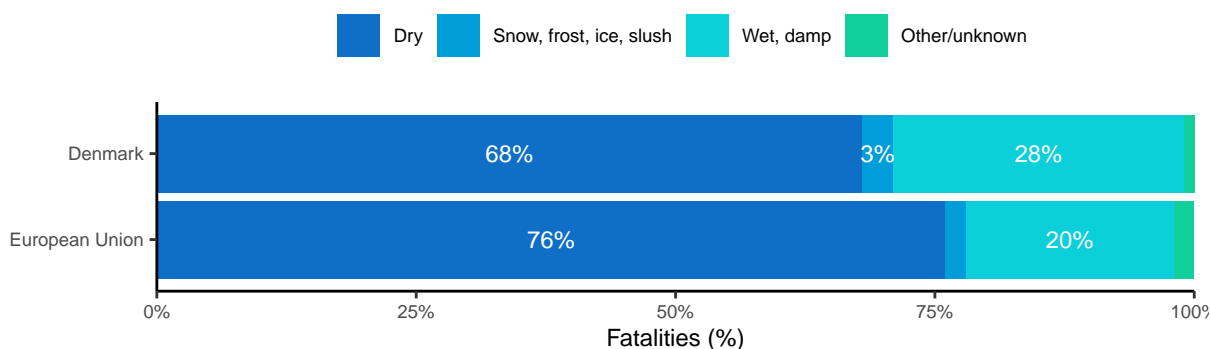 Dry Snow, frost, ice, slush Wet, damp Other/unknown
Denmark 68% 3% 28%
European Union 76% 20%
0% 25% 50% 75% 100%
Fatalities (%)